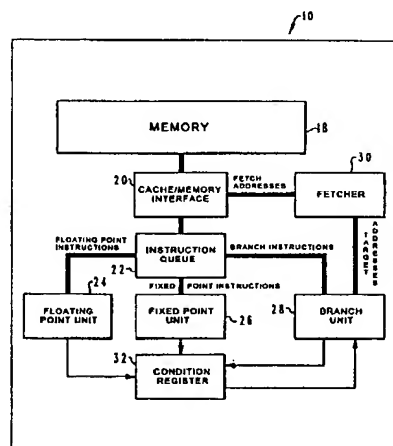 10
MEMORY
18
20
CACHE/MEMORY
INTERFACE
FETCH
ADDRESSES
30
FETCHER
FLOATING POINT
INSTRUCTIONS
INSTRUCTION
QUEUE
BRANCH INSTRUCTIONS
TARGET
ADDRESSES
22
24
FIXED POINT INSTRUCTIONS
28
FLOATING
POINT UNIT
FIXED POINT
UNIT
26
BRANCH
UNIT
32
CONDITION
REGISTER